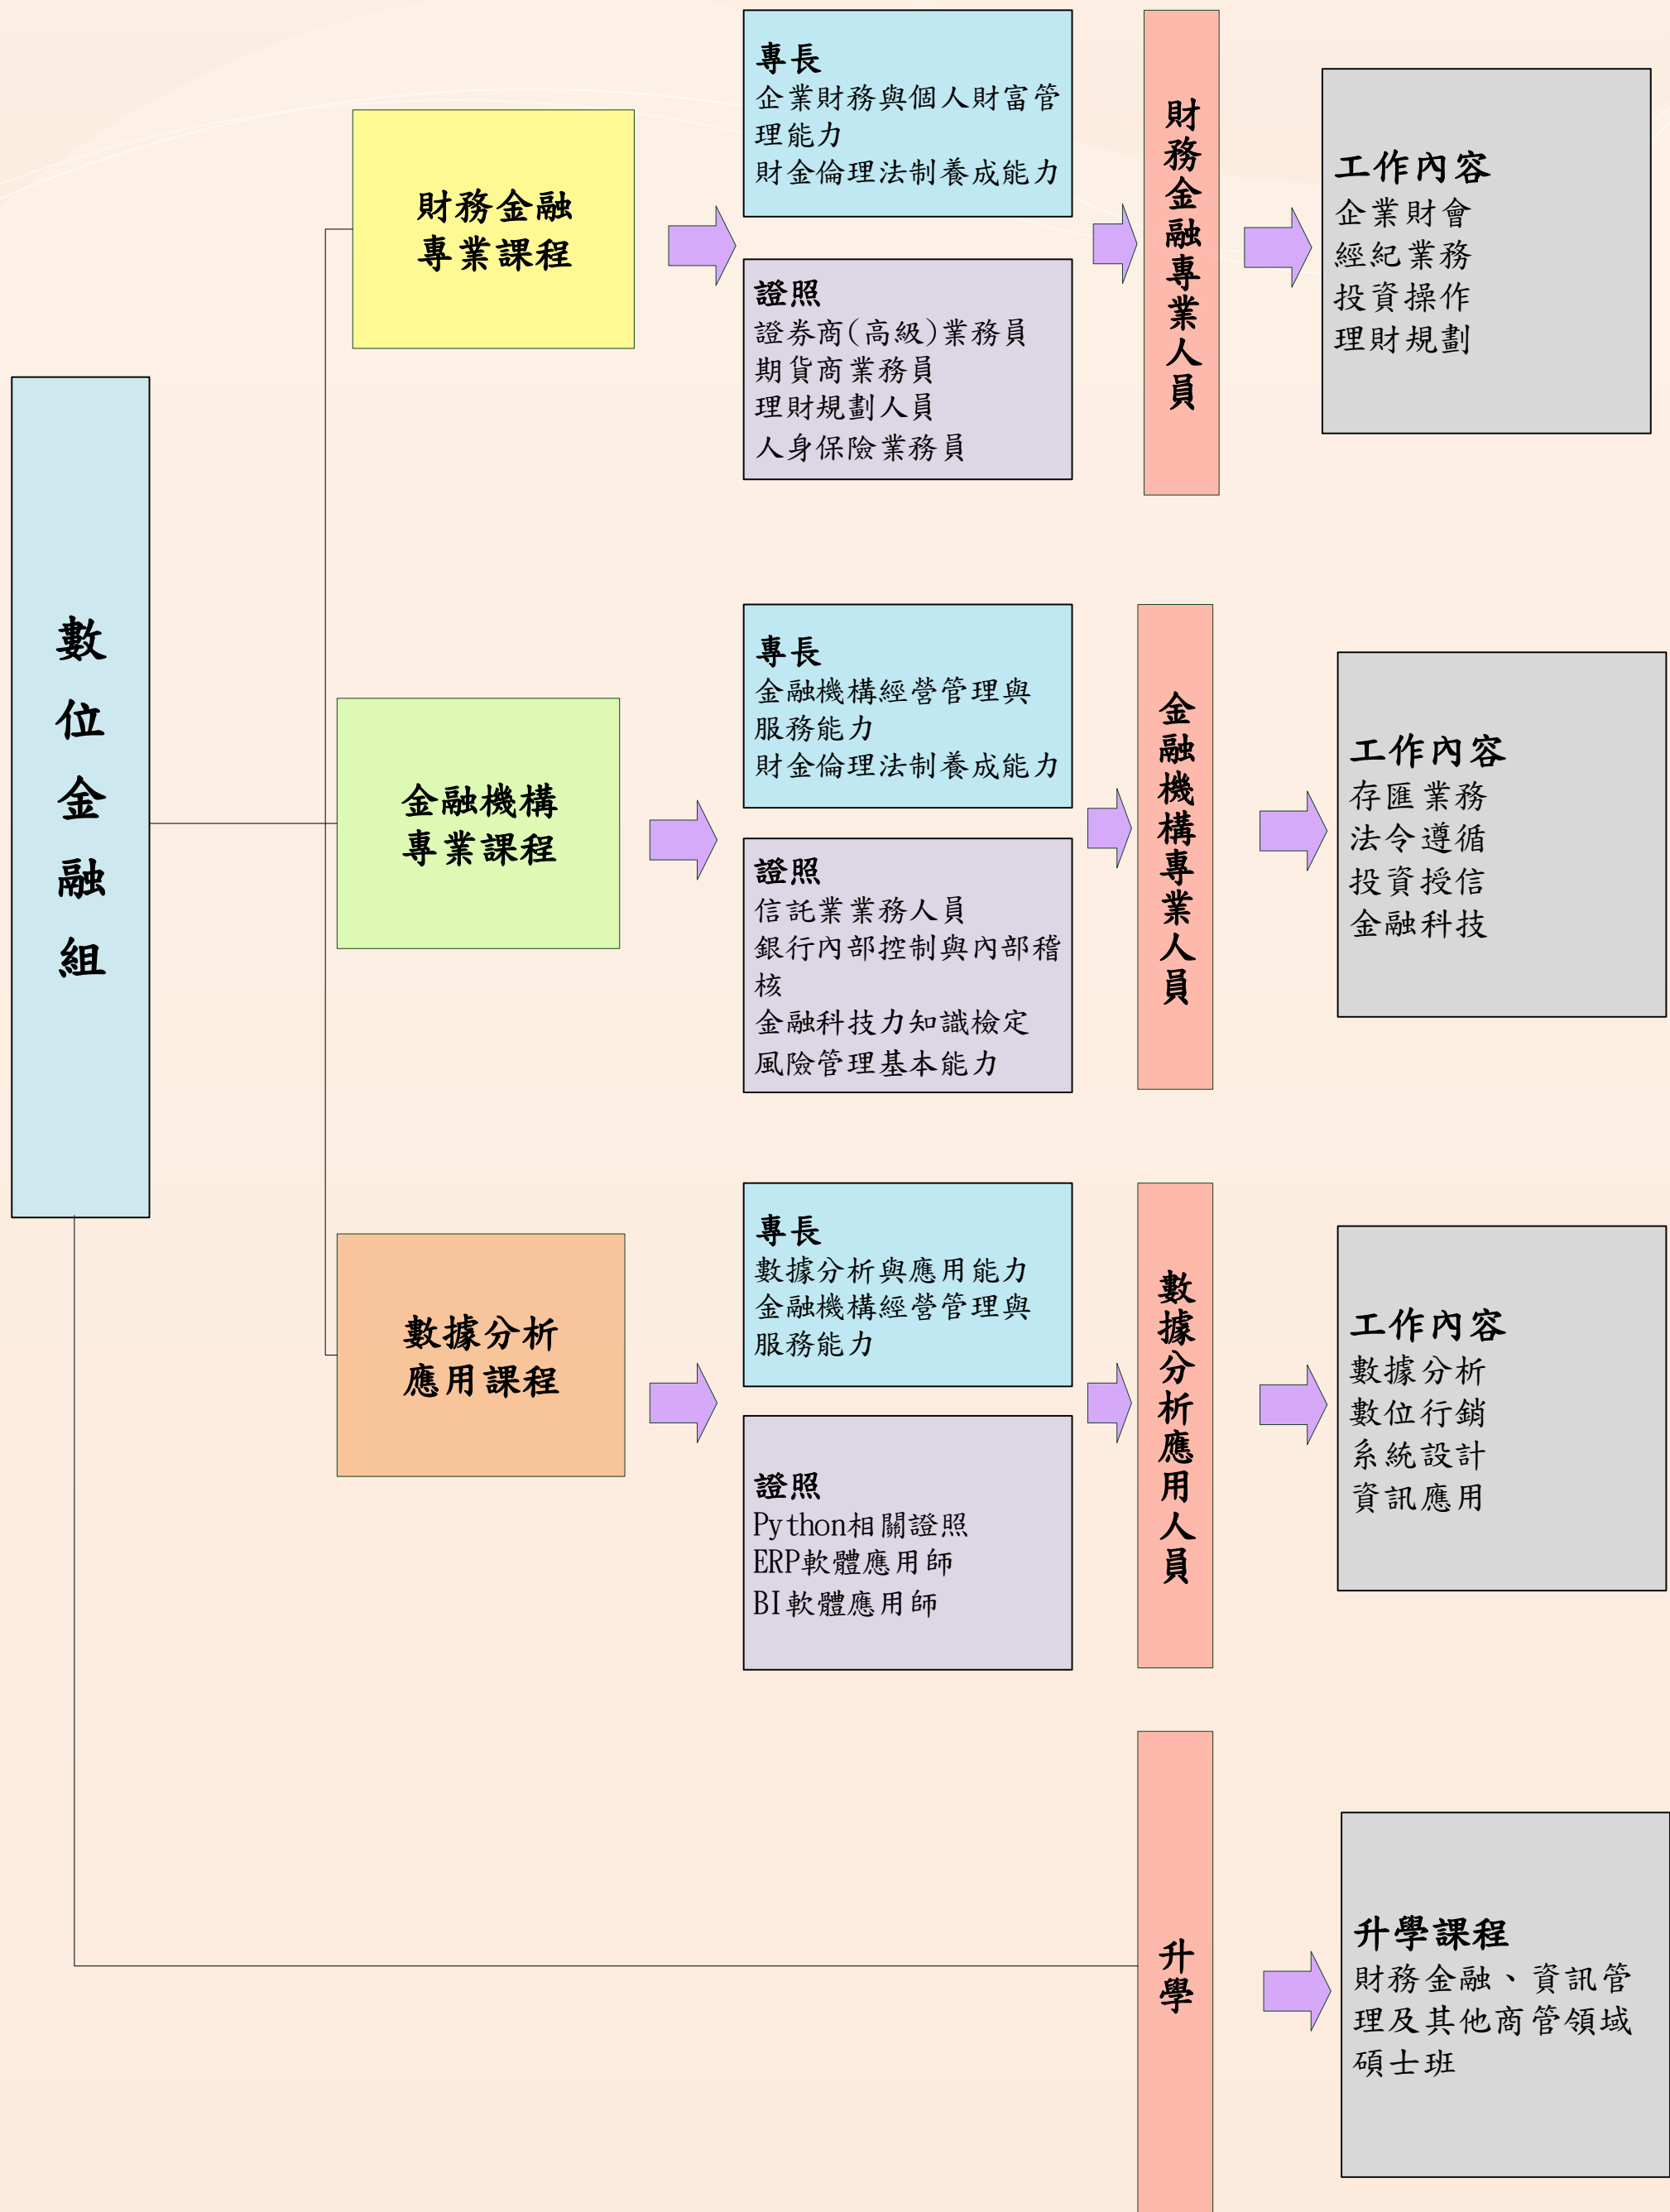 數位金融組
財務金融
專業課程
專長
企業財務與個人財富管
理能力
財金倫理法制養成能力
證照
證券商(高級)業務員
期貨商業務員
理財規劃人員
人身保險業務員
財務金融專業人員
工作內容
企業財會
經紀業務
投資操作
理財規劃
金融機構
專業課程
專長
金融機構經營管理與
服務能力
財金倫理法制養成能力
證照
信託業業務人員
銀行內部控制與內部稽
核
金融科技力知識檢定
風險管理基本能力
金融機構專業人員
工作內容
存匯業務
法令遵循
投資授信
金融科技
數據分析
應用課程
專長
數據分析與應用能力
金融機構經營管理與
服務能力
證照
Python相關證照
ERP軟體應用師
BI軟體應用師
數據分析應用人員
工作內容
數據分析
數位行銷
系統設計
資訊應用
升學
升學課程
財務金融、資訊管
理及其他商管領域
碩士班